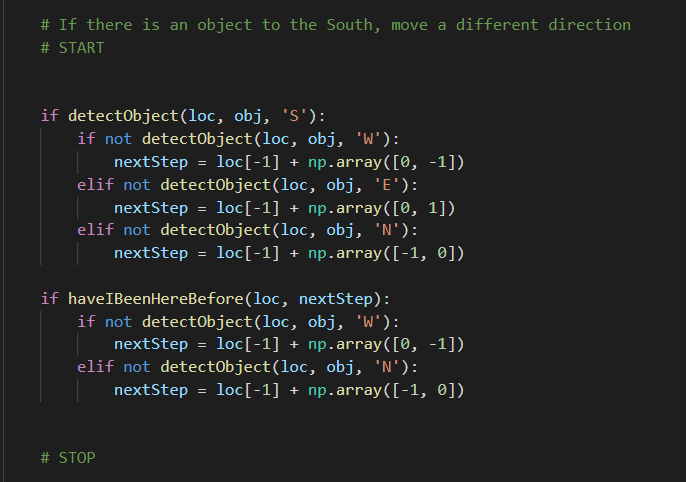 # If there is an object to the South, move a different direction
# START
if detectObject(loc, obj, 'S'):
    if not detectObject(loc, obj, 'W'):
        nextStep = loc[-1] + np.array([0, -1])
    elif not detectObject(loc, obj, 'E'):
        nextStep = loc[-1] + np.array([0, 1])
    elif not detectObject(loc, obj, 'N'):
        nextStep = loc[-1] + np.array([-1, 0])
if haveIBeenHereBefore(loc, nextStep):
    if not detectObject(loc, obj, 'W'):
        nextStep = loc[-1] + np.array([0, -1])
    elif not detectObject(loc, obj, 'N'):
        nextStep = loc[-1] + np.array([-1, 0])
# STOP